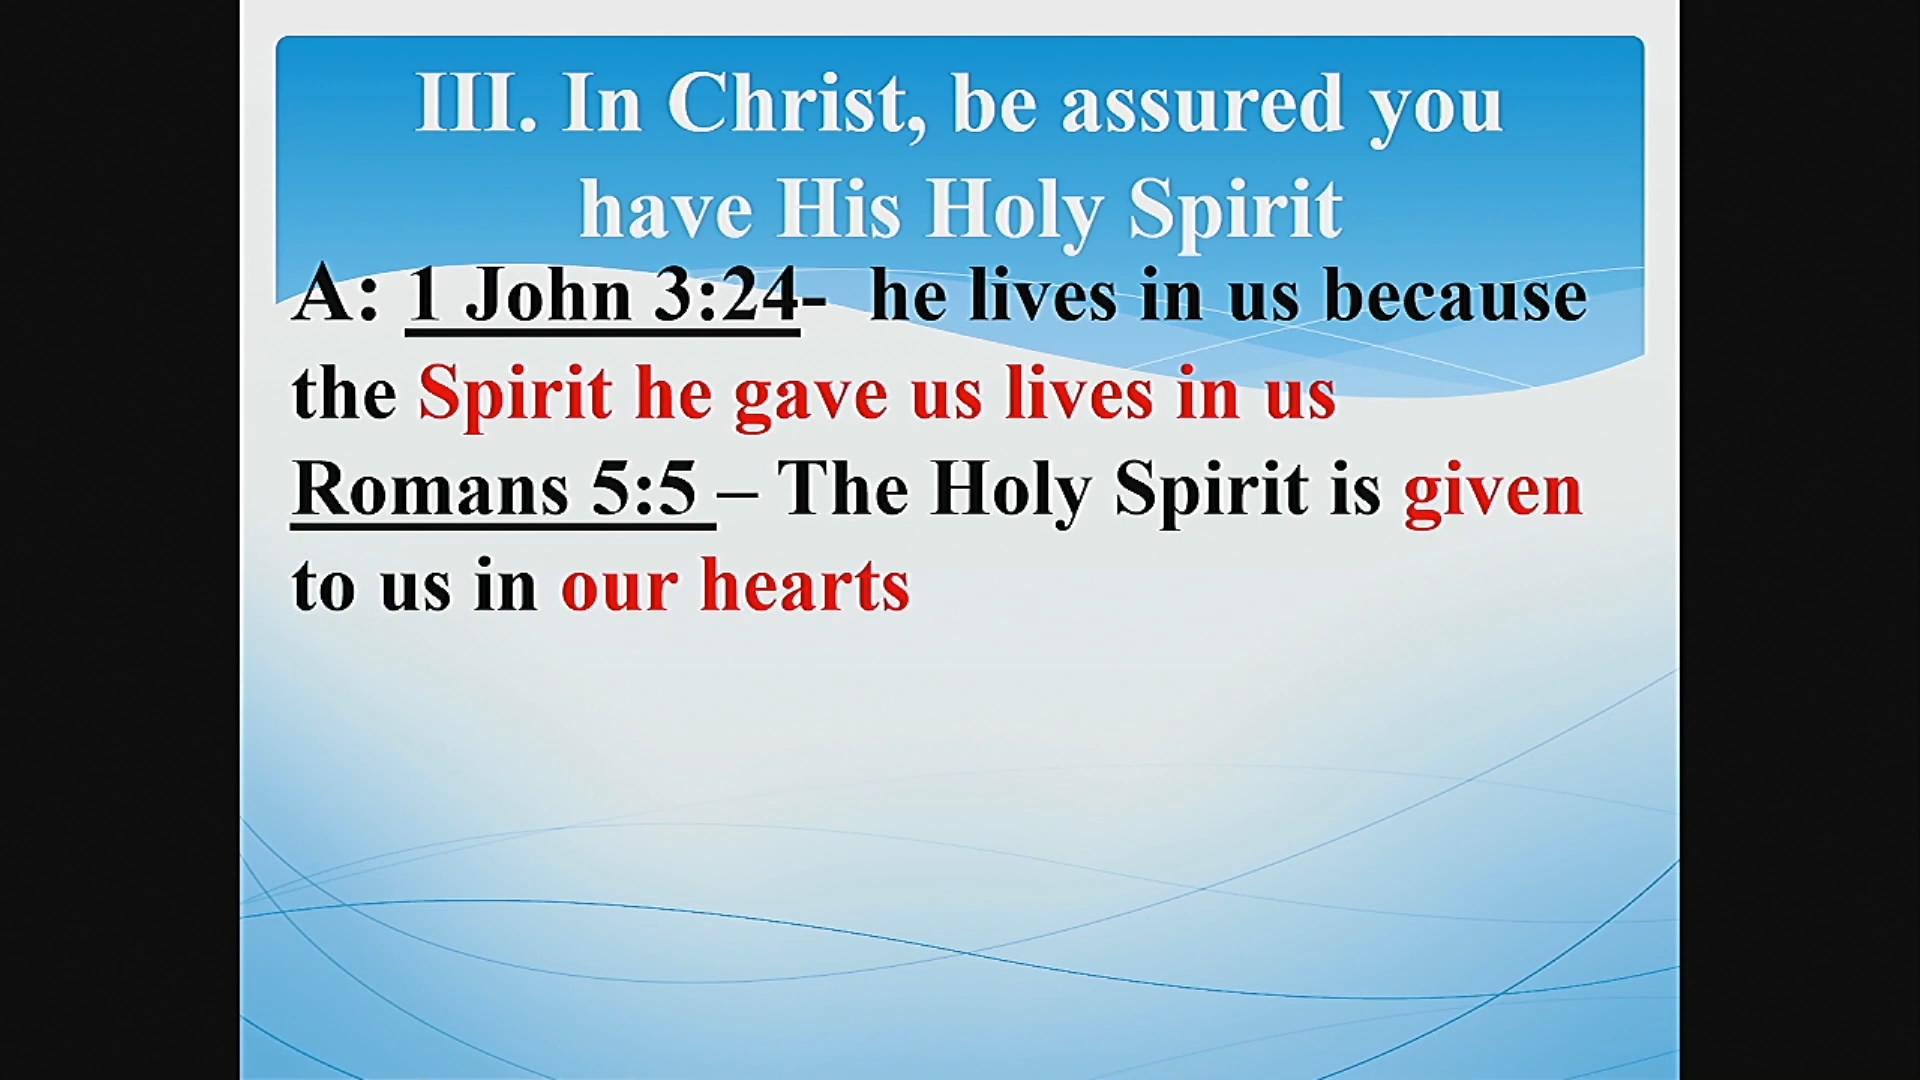 III. In Christ, be assured you
have His Holy Spirit
A: 1 John 3:24-  he lives in us because
the Spirit he gave us lives in us
Romans 5:5 – The Holy Spirit is given
to us in our hearts